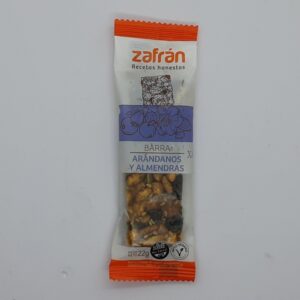 zafrán
Recetas honestas
BARRA:
ARÁNDANOS
Y ALMENDRAS
22g